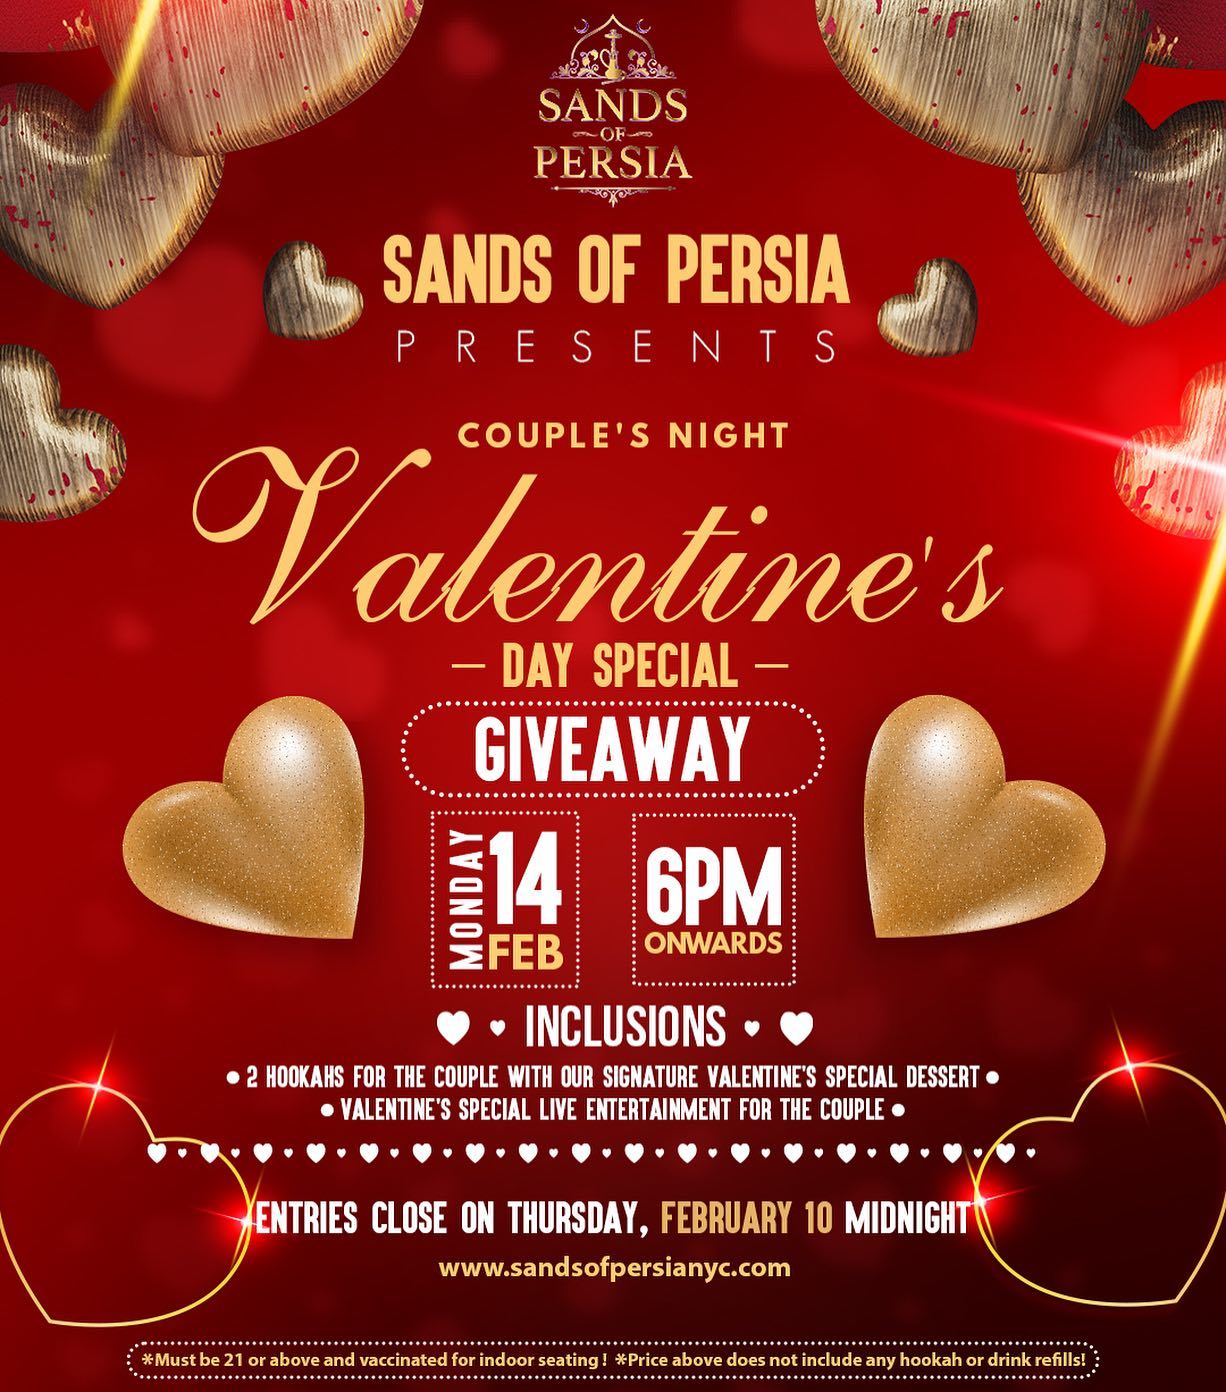 SANDS
OF
PERSIA
SANDS OF PERSIA
PRESENTS
COUPLE'S NIGHT
Valentine's
— DAY SPECIAL —
GIVEAWAY
MONDAY
14
FEB
6PM
ONWARDS
INCLUSIONS
• 2 HOOKAHS FOR THE COUPLE WITH OUR SIGNATURE VALENTINE'S SPECIAL DESSERT •
• VALENTINE'S SPECIAL LIVE ENTERTAINMENT FOR THE COUPLE •
ENTRIES CLOSE ON THURSDAY, FEBRUARY 10 MIDNIGHT
www.sandsofpersianyc.com
*Must be 21 or above and vaccinated for indoor seating ! *Price above does not include any hookah or drink refills!